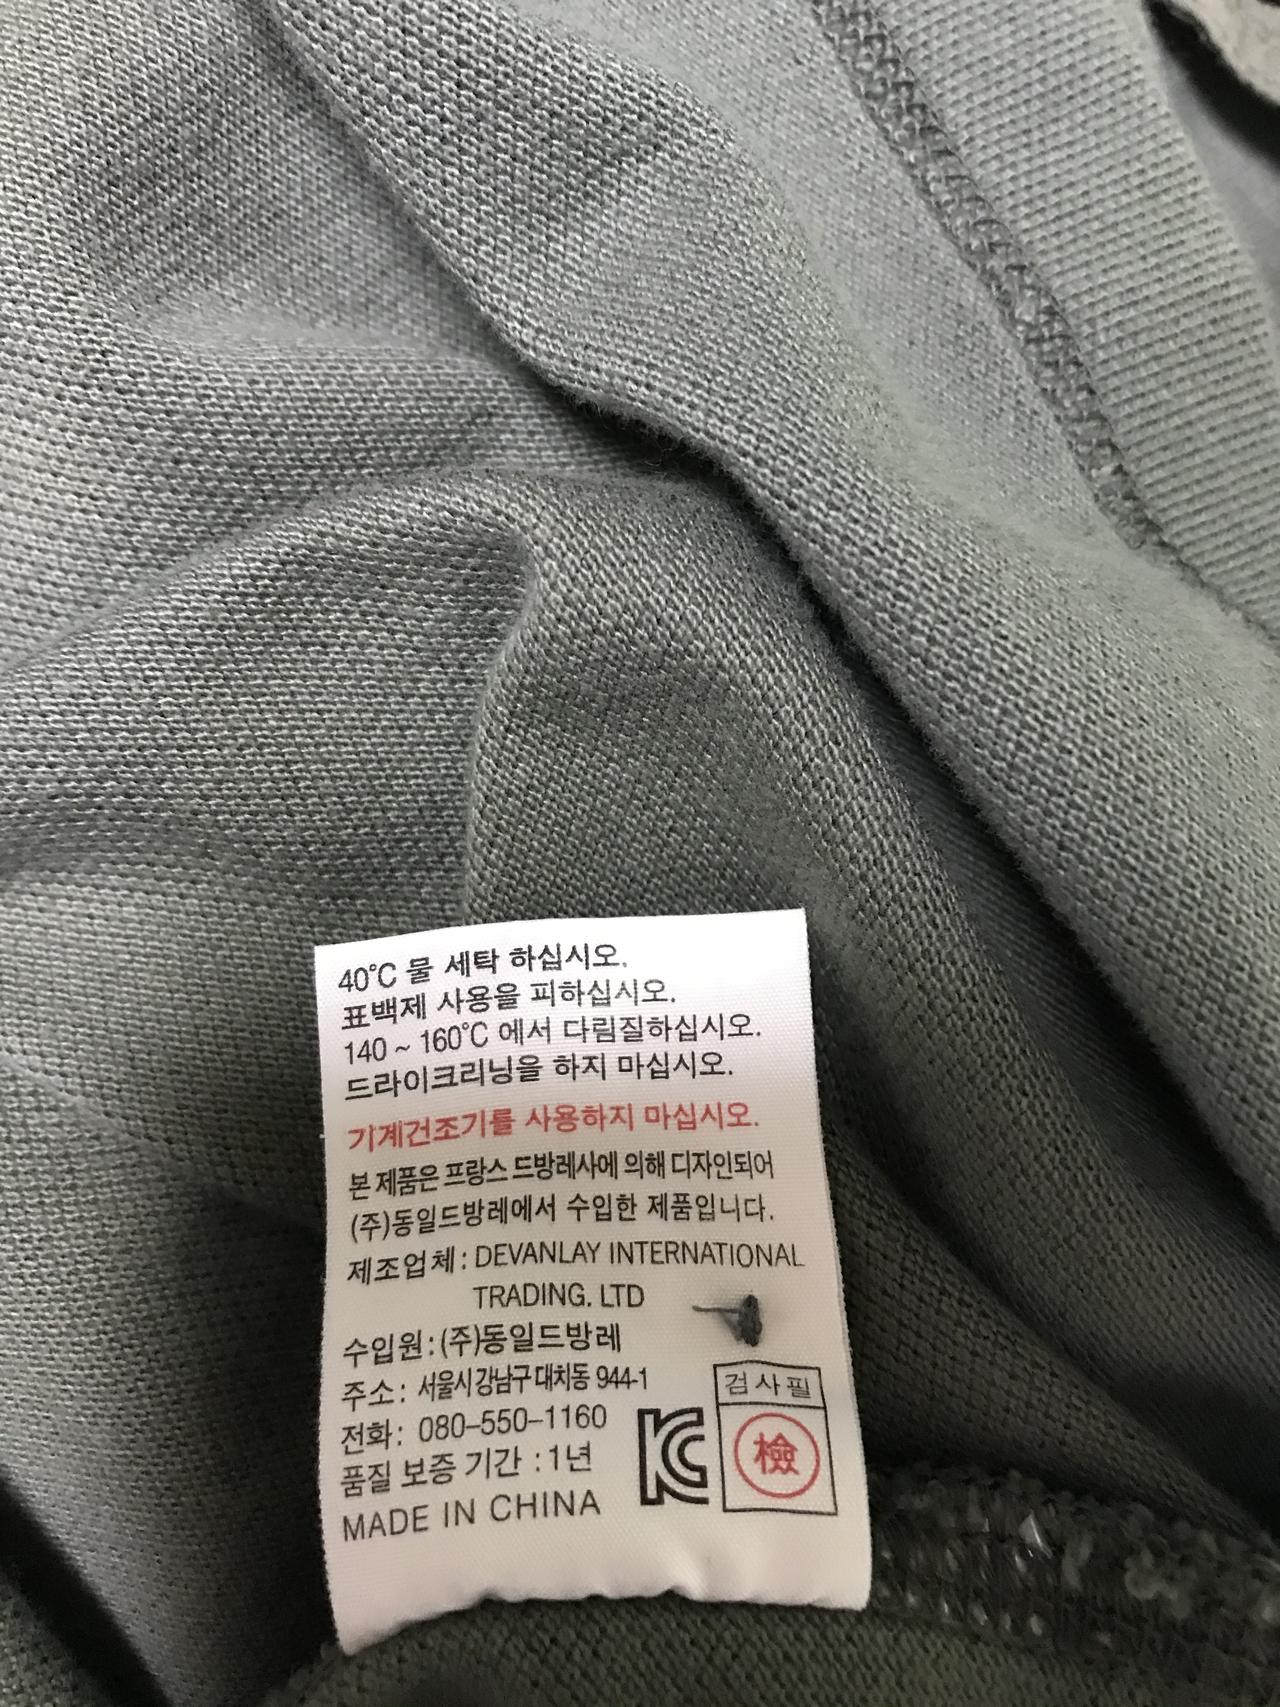 40℃ 물 세탁 하십시오.
표백제 사용을 피하십시오.
140 ~ 160℃ 에서 다림질하십시오.
드라이크리닝을 하지 마십시오.
기계건조기를 사용하지 마십시오.
본 제품은 프랑스 드방레사에 의해 디자인되어
(주)동일드방레에서 수입한 제품입니다.
제조업체: DEVANLAY INTERNATIONAL
TRADING. LTD
수입원:(주)동일드방레
주소: 서울시강남구대치동 944-1
전화: 080-550-1160
품질 보증 기간 :1년
MADE IN CHINA
KC
검사필
檢